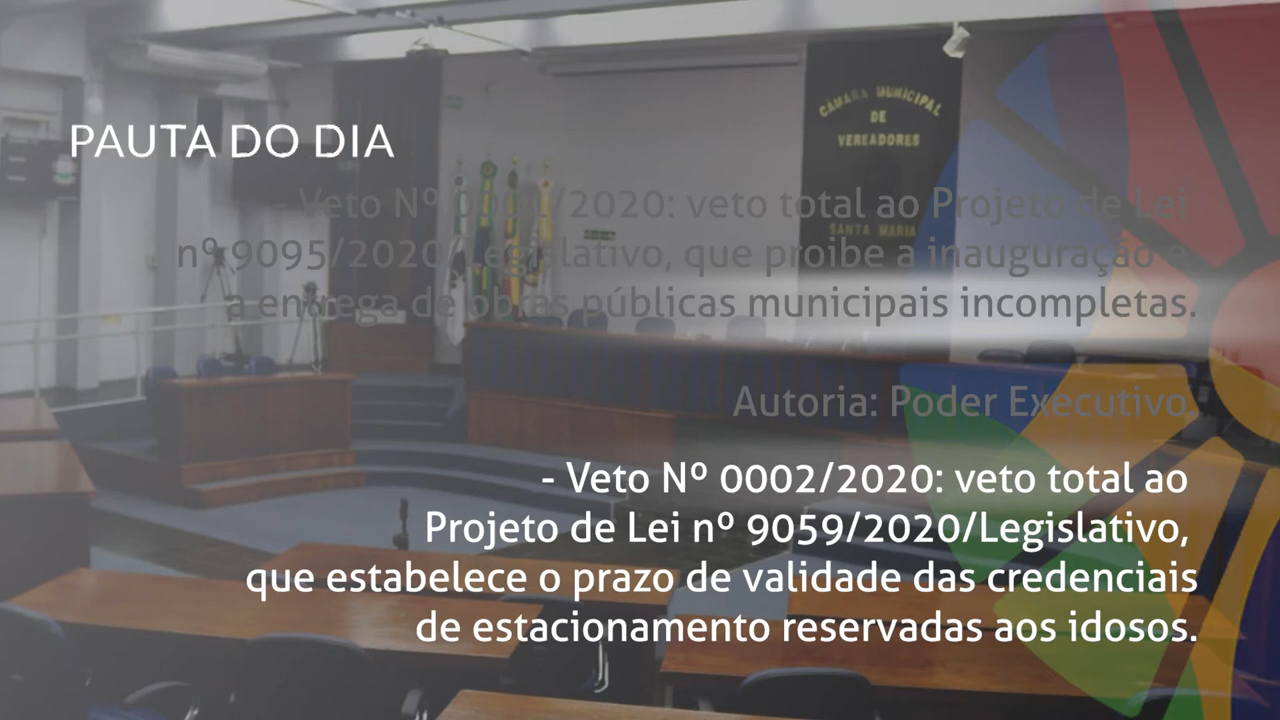 PAUTA DO DIA
CÂMARA MUNICIPAL
DE
VEREADORES
SANTA MARIA
Veto Nº 0001/2020: veto total ao Projeto de Lei
nº 9095/2020/Legislativo, que proibe a inauguração e
a entrega de obras públicas municipais incompletas.
Autoria: Poder Executivo.
- Veto Nº 0002/2020: veto total ao
Projeto de Lei nº 9059/2020/Legislativo,
que estabelece o prazo de validade das credenciais
de estacionamento reservadas aos idosos.